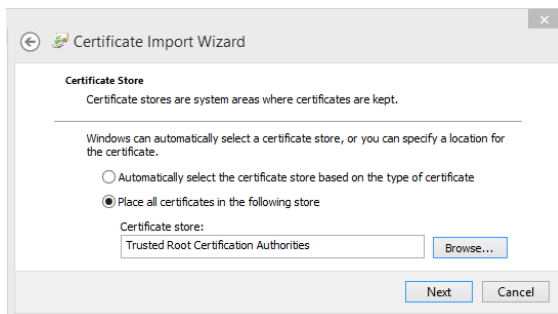 Certificate Import Wizard
Certificate Store
Certificate stores are system areas where certificates are kept.
Windows can automatically select a certificate store, or you can specify a location for
the certificate.
Automatically select the certificate store based on the type of certificate
Place all certificates in the following store
Certificate store:
Trusted Root Certification Authorities
Browse...
Next
Cancel